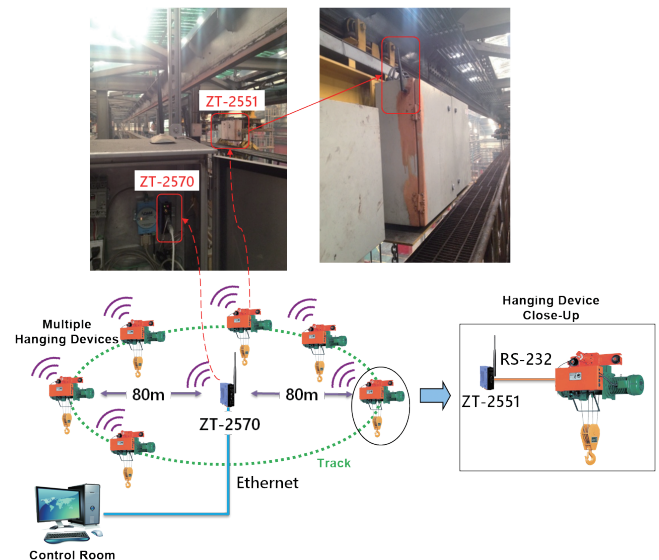 ZT-2551
ZT-2570
Multiple
Hanging Devices
80m
80m
ZT-2570
Track
Ethernet
Control Room
Hanging Device
Close-Up
RS-232
ZT-2551